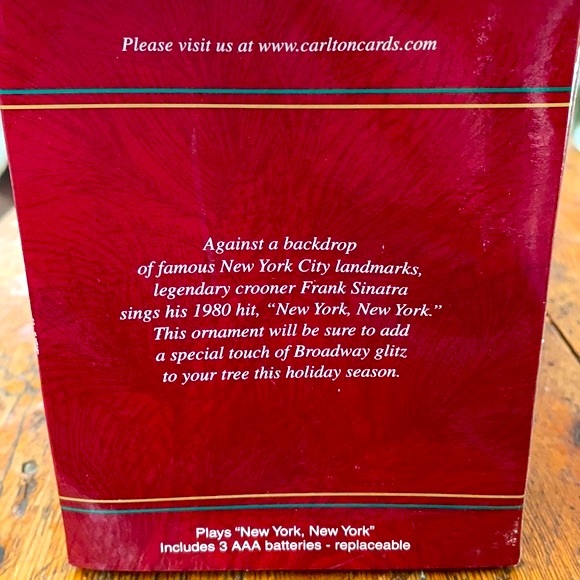 Please visit us at www.carltoncards.com
Against a backdrop
of famous New York City landmarks,
legendary crooner Frank Sinatra
sings his 1980 hit, “New York, New York.”
This ornament will be sure to add
a special touch of Broadway glitz
to your tree this holiday season.
Plays “New York, New York”
Includes 3 AAA batteries - replaceable